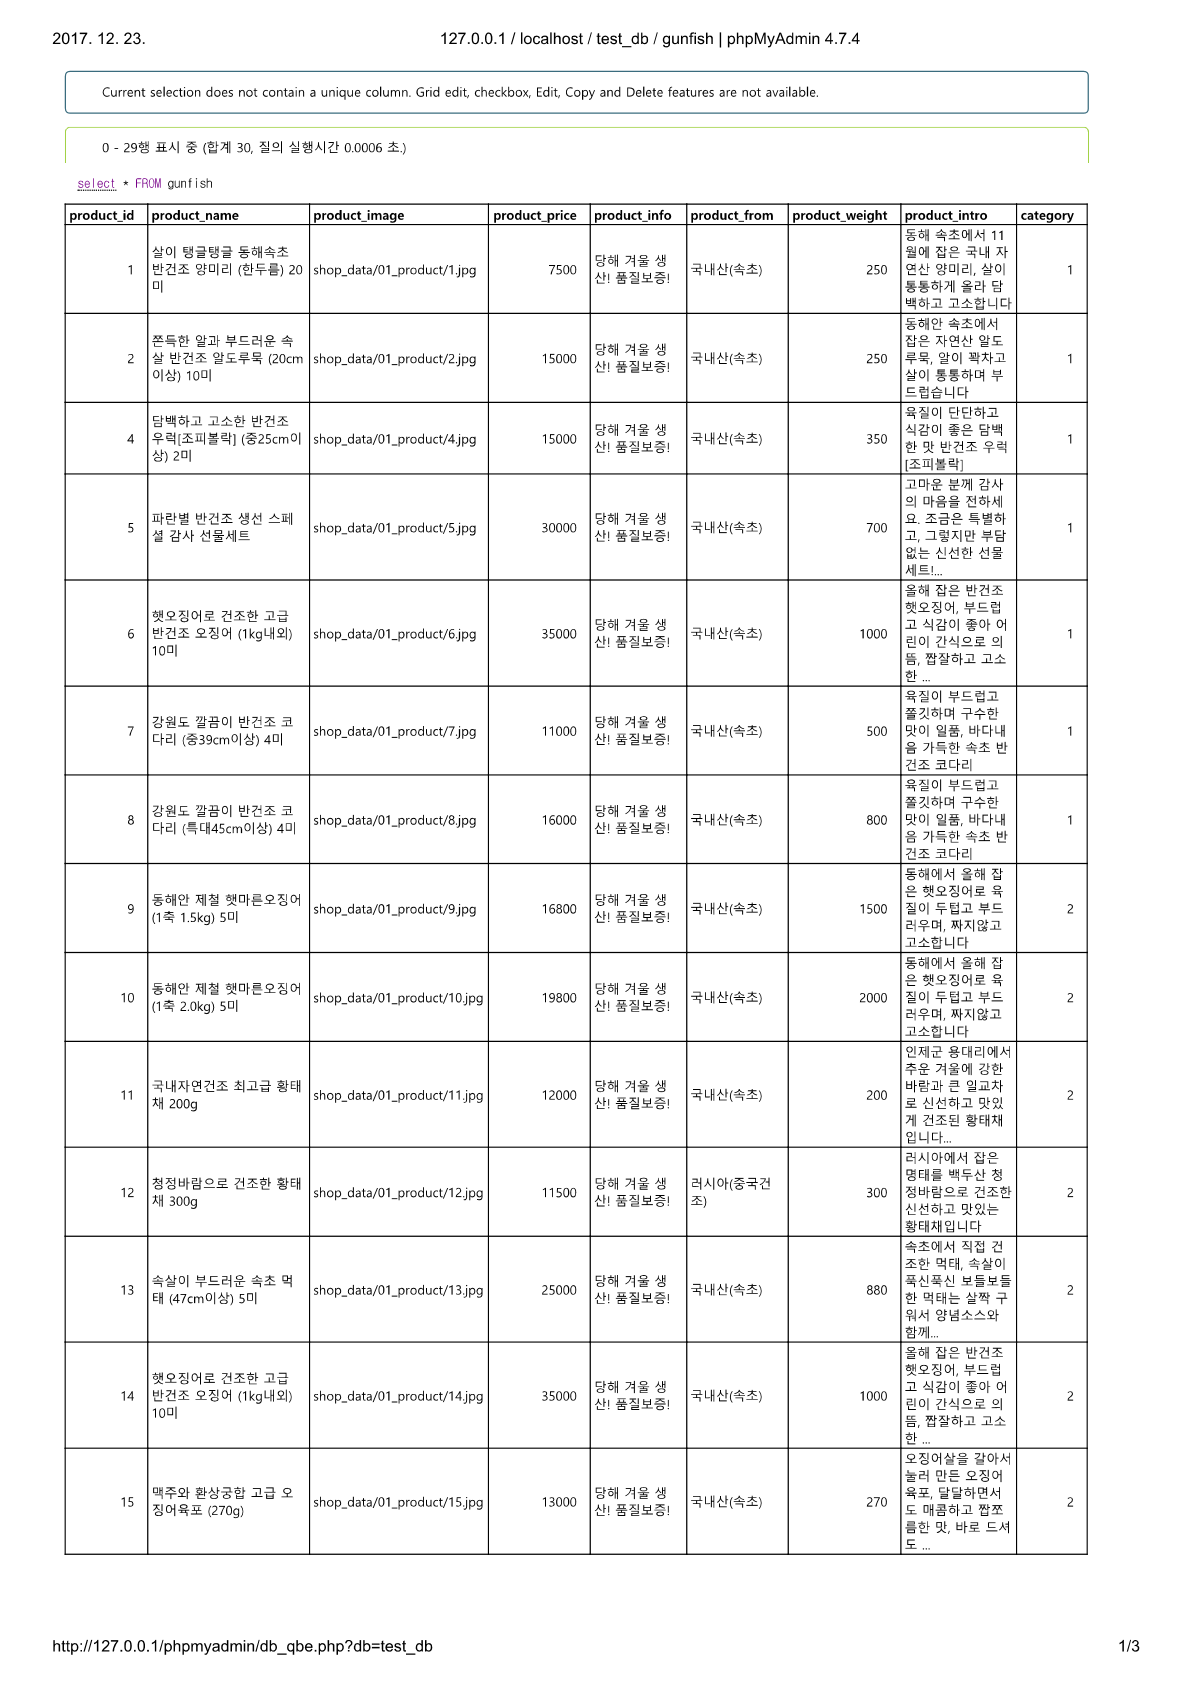 2017. 12. 23.
127.0.0.1 / localhost / test_db / gunfish | phpMyAdmin 4.7.4
Current selection does not contain a unique column. Grid edit, checkbox, Edit, Copy and Delete features are not available.
0 - 29행 표시 중 (합계 30, 질의 실행시간 0.0006 초.)
select * FROM gunfish
product_id product_name product_image product_price product_info product_from product_weight product_intro category
1
살이 탱글탱글 동해속초
반건조 양미리 (한두름) 20
미
shop_data/01_product/1.jpg
7500
당해 겨울 생
산! 품질보증!
국내산(속초)
250
동해 속초에서 11
월에 잡은 국내 자
연산 양미리, 살이
통통하게 올라 담
백하고 고소합니다
1
2
쫀득한 알과 부드러운 속
살 반건조 알도루묵 (20cm
이상) 10미
shop_data/01_product/2.jpg
15000
당해 겨울 생
산! 품질보증!
국내산(속초)
250
동해안 속초에서
잡은 자연산 알도
루묵, 알이 꽉차고
살이 통통하며 부
드럽습니다
1
4
담백하고 고소한 반건조
우럭[조피볼락] (중25cm이
상) 2미
shop_data/01_product/4.jpg
15000
당해 겨울 생
산! 품질보증!
국내산(속초)
350
육질이 단단하고
식감이 좋은 담백
한 맛 반건조 우럭
[조피볼락]
1
5
파란별 반건조 생선 스페
셜 감사 선물세트
shop_data/01_product/5.jpg
30000
당해 겨울 생
산! 품질보증!
국내산(속초)
700
고마운 분께 감사
의 마음을 전하세
요. 조금은 특별하
고, 그렇지만 부담
없는 신선한 선물
세트!...
1
6
햇오징어로 건조한 고급
반건조 오징어 (1kg내외)
10미
shop_data/01_product/6.jpg
35000
당해 겨울 생
산! 품질보증!
국내산(속초)
1000
올해 잡은 반건조
햇오징어, 부드럽
고 식감이 좋아 어
린이 간식으로 의
뜸, 짭잘하고 고소
한 ...
1
7
강원도 깔끔이 반건조 코
다리 (중39cm이상) 4미
shop_data/01_product/7.jpg
11000
당해 겨울 생
산! 품질보증!
국내산(속초)
500
육질이 부드럽고
쫄깃하며 구수한
맛이 일품, 바다내
음 가득한 속초 반
건조 코다리
1
8
강원도 깔끔이 반건조 코
다리 (특대45cm이상) 4미
shop_data/01_product/8.jpg
16000
당해 겨울 생
산! 품질보증!
국내산(속초)
800
육질이 부드럽고
쫄깃하며 구수한
맛이 일품, 바다내
음 가득한 속초 반
건조 코다리
1
9
동해안 제철 햇마른오징어
(1축 1.5kg) 5미
shop_data/01_product/9.jpg
16800
당해 겨울 생
산! 품질보증!
국내산(속초)
1500
동해에서 올해 잡
은 햇오징어로 육
질이 두텁고 부드
러우며, 짜지않고
고소합니다
2
10
동해안 제철 햇마른오징어
(1축 2.0kg) 5미
shop_data/01_product/10.jpg
19800
당해 겨울 생
산! 품질보증!
국내산(속초)
2000
동해에서 올해 잡
은 햇오징어로 육
질이 두텁고 부드
러우며, 짜지않고
고소합니다
2
11
국내자연건조 최고급 황태
채 200g
shop_data/01_product/11.jpg
12000
당해 겨울 생
산! 품질보증!
국내산(속초)
200
인제군 용대리에서
추운 겨울에 강한
바람과 큰 일교차
로 신선하고 맛있
게 건조된 황태채
입니다...
2
12
청정바람으로 건조한 황태
채 300g
shop_data/01_product/12.jpg
11500
당해 겨울 생
산! 품질보증!
러시아(중국건
조)
300
러시아에서 잡은
명태를 백두산 청
정바람으로 건조한
신선하고 맛있는
황태채입니다
2
13
속살이 부드러운 속초 먹
태 (47cm이상) 5미
shop_data/01_product/13.jpg
25000
당해 겨울 생
산! 품질보증!
국내산(속초)
880
속초에서 직접 건
조한 먹태, 속살이
푹신푹신 보들보들
한 먹태는 살짝 구
워서 양념소스와
함께...
2
14
햇오징어로 건조한 고급
반건조 오징어 (1kg내외)
10미
shop_data/01_product/14.jpg
35000
당해 겨울 생
산! 품질보증!
국내산(속초)
1000
올해 잡은 반건조
햇오징어, 부드럽
고 식감이 좋아 어
린이 간식으로 의
뜸, 짭잘하고 고소
한 ...
2
15
맥주와 환상궁합 고급 오
징어육포 (270g)
shop_data/01_product/15.jpg
13000
당해 겨울 생
산! 품질보증!
국내산(속초)
270
오징어살을 갈아서
눌러 만든 오징어
육포, 달달하면서
도 매콤하고 짭쪼
름한 맛, 바로 드셔
도 ...
2
http://127.0.0.1/phpmyadmin/db_qbe.php?db=test_db
1/3